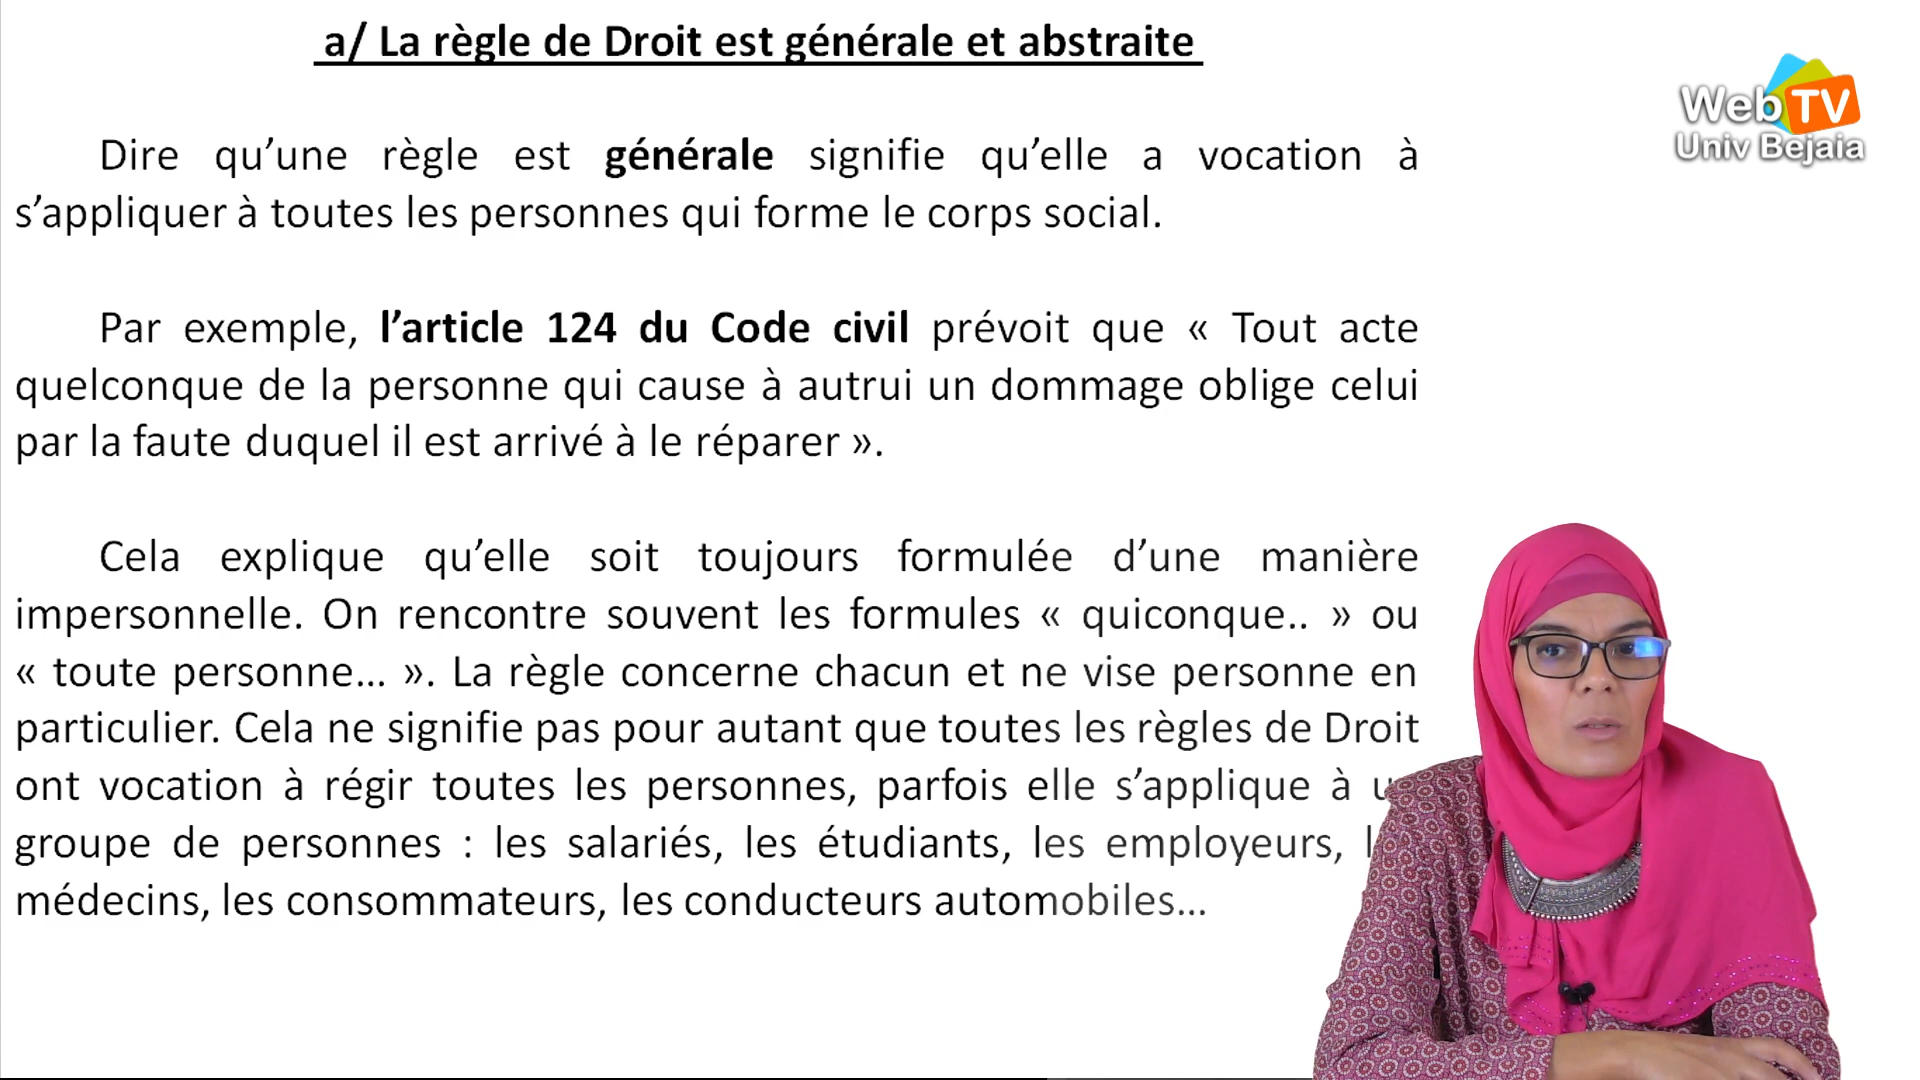 a/ La règle de Droit est générale et abstraite
Web TV
Univ Bejaia
Dire qu’une règle est générale signifie qu’elle a vocation à
s’appliquer à toutes les personnes qui forme le corps social.
Par exemple, l’article 124 du Code civil prévoit que « Tout acte
quelconque de la personne qui cause à autrui un dommage oblige celui
par la faute duquel il est arrivé à le réparer ».
Cela explique qu’elle soit toujours formulée d’une manière
impersonnelle. On rencontre souvent les formules « quiconque.. » ou
« toute personne... ». La règle concerne chacun et ne vise personne en
particulier. Cela ne signifie pas pour autant que toutes les règles de Droit
ont vocation à régir toutes les personnes, parfois elle s’applique à
groupe de personnes : les salariés, les étudiants, les employeurs,
médecins, les consommateurs, les conducteurs automobiles...